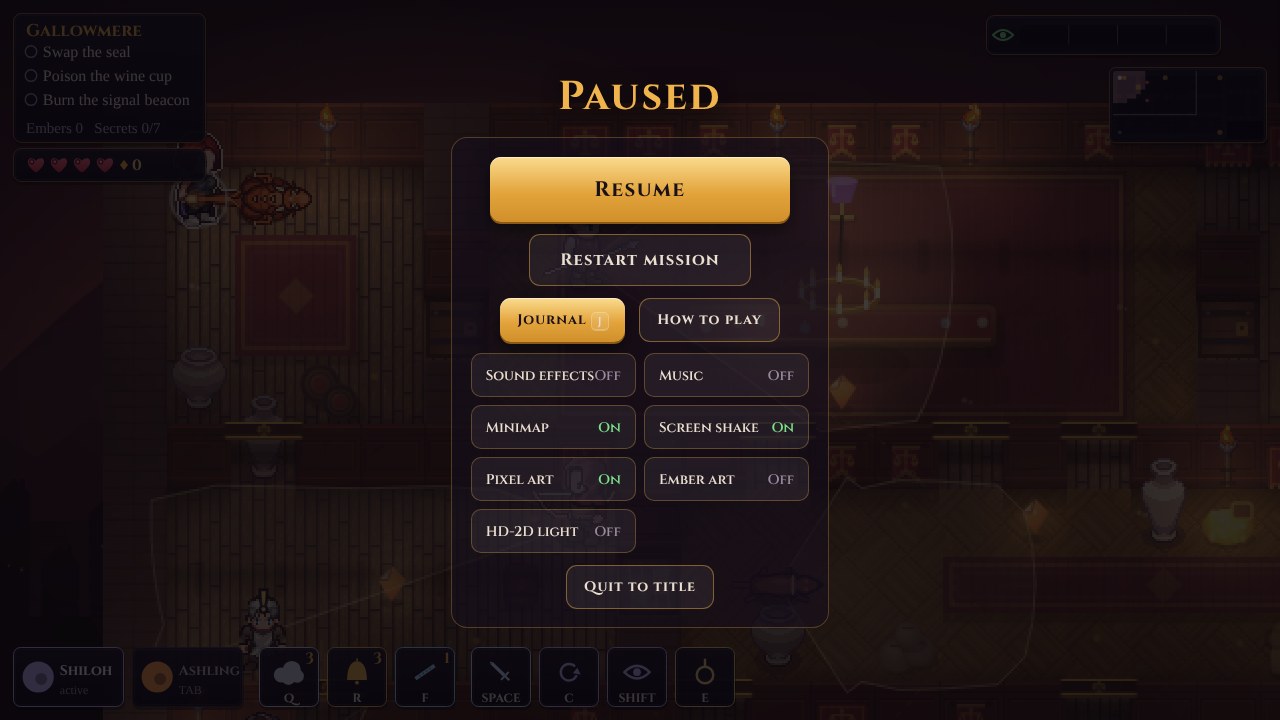 Gallowmere
Swap the seal
Poison the wine cup
Burn the signal beacon
Embers 0 Secrets 0/7
0
Paused
Resume
Restart mission
Journal J
How to play
Sound effects Off
Music Off
Minimap On
Screen shake On
Pixel art On
Ember art Off
HD-2D light Off
Quit to title
Shiloh
active
Ashling
TAB
3
Q
3
R
1
F
SPACE
C
SHIFT
E